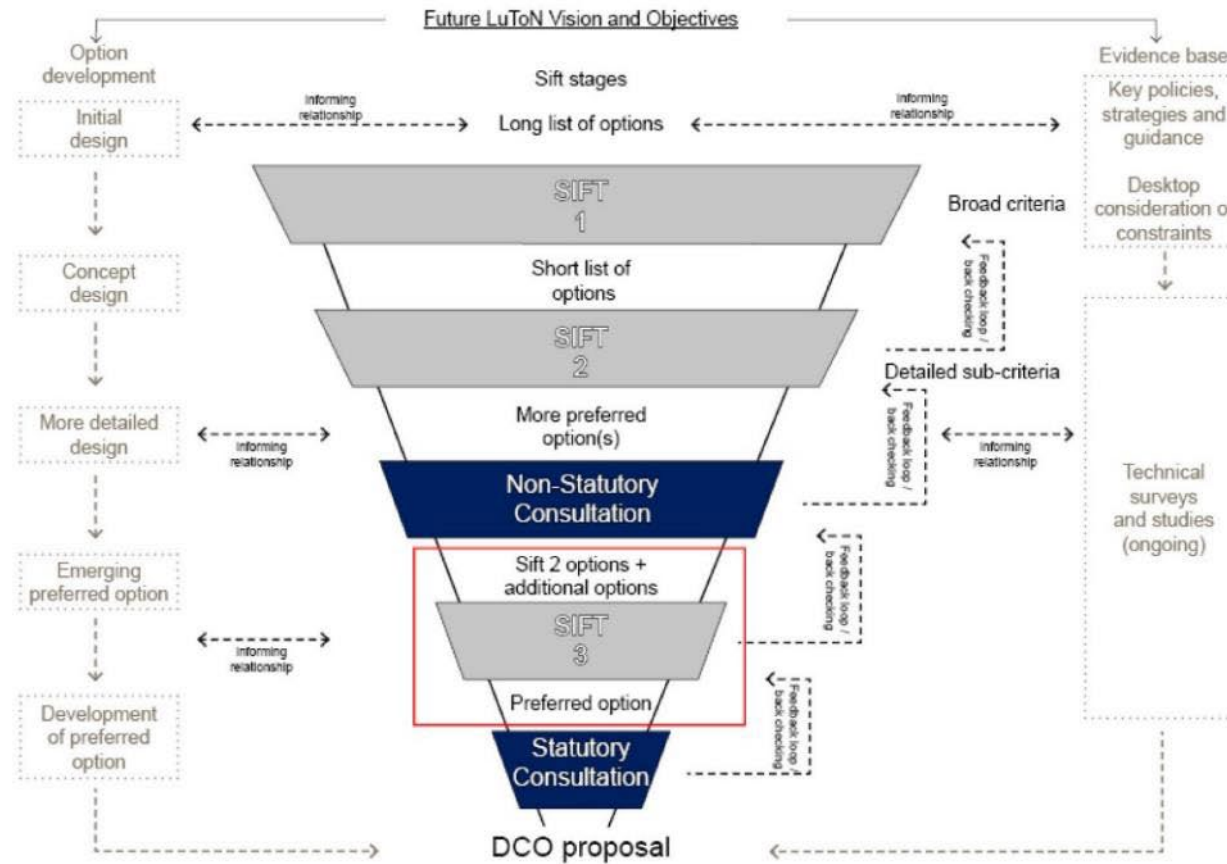 Future LuToN Vision and Objectives
Option
development
Initial
design
Concept
design
More detailed
design
Emerging
preferred option
Development
of preferred
option
Sift stages
Informing
relationship
Long list of options
Informing
relationship
SIFT
1
Short list of
options
SIFT
2
More preferred
option(s)
Informing
relationship
Non-Statutory
Consultation
Sift 2 options +
additional options
SIFT
3
Informing
relationship
Preferred option
Statutory
Consultation
DCO proposal
Broad criteria
Feedback loop /
back checking
Detailed sub-criteria
Feedback loop /
back checking
Informing
relationship
Feedback loop /
back checking
Feedback loop /
back checking
Evidence base
Key policies,
strategies and
guidance
Desktop
consideration o
constraints
Technical
surveys
and studies
(ongoing)